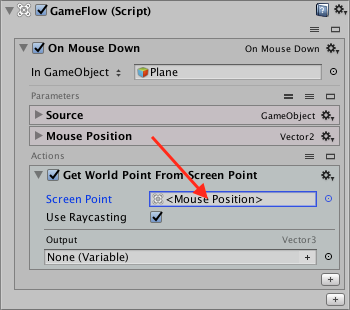 GameFlow (Script)
On Mouse Down On Mouse Down
In GameObject Plane
Parameters
Source GameObject
Mouse Position Vector2
Actions
Get World Point From Screen Point
Screen Point <Mouse Position>
Use Raycasting
Output Vector3
None (Variable) +
+
+